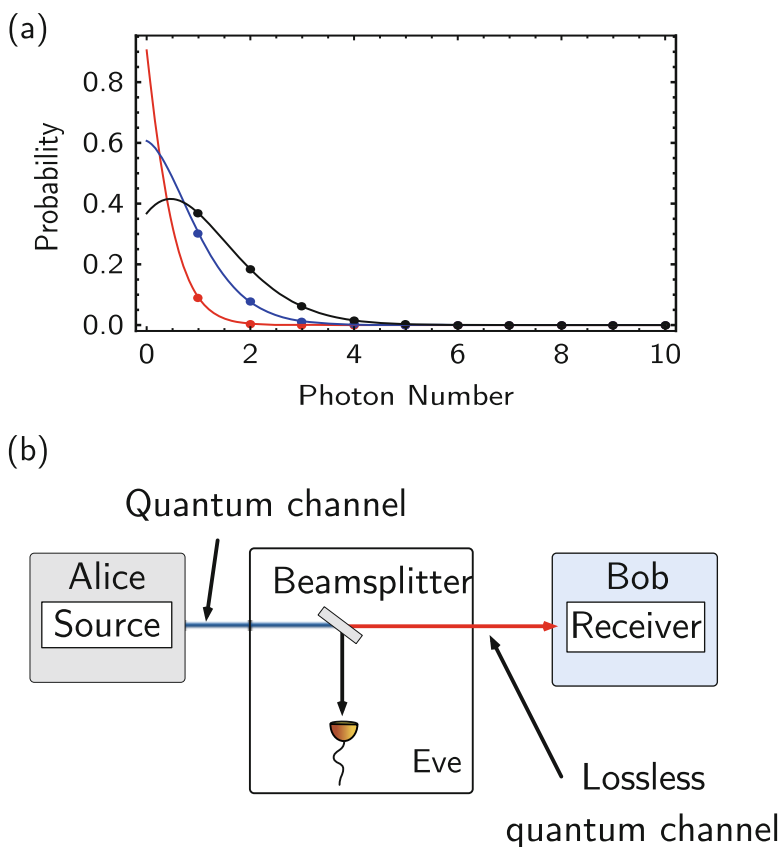 (a)
Probability
0.8
0.6
0.4
0.2
0.0
0 2 4 6 8 10
Photon Number
(b)
Quantum channel
Alice
Source
Beamsplitter
Bob
Receiver
Eve
Lossless
quantum channel